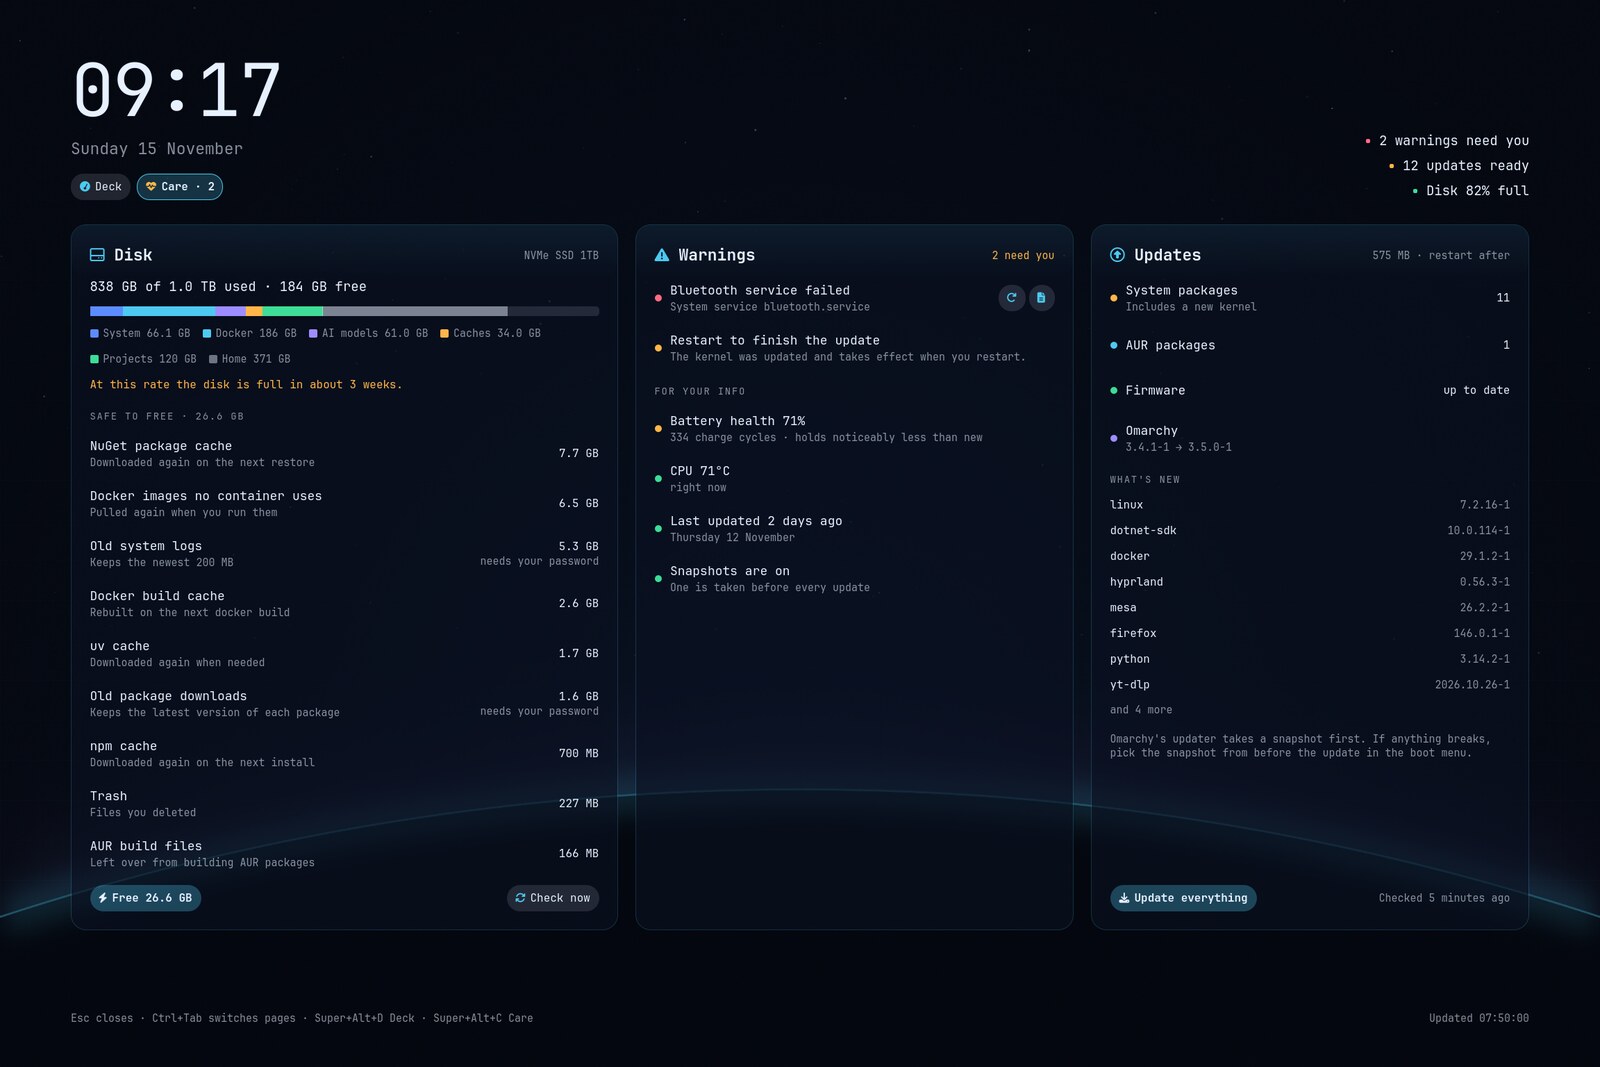 09:17
Sunday 15 November
Deck
Care · 2
2 warnings need you
12 updates ready
Disk 82% full
Disk
NVMe SSD 1TB
838 GB of 1.0 TB used · 184 GB free
System 66.1 GB
Docker 186 GB
AI models 61.0 GB
Caches 34.0 GB
Projects 120 GB
Home 371 GB
At this rate the disk is full in about 3 weeks.
SAFE TO FREE · 26.6 GB
NuGet package cache
7.7 GB
Downloaded again on the next restore
Docker images no container uses
6.5 GB
Pulled again when you run them
Old system logs
5.3 GB
Keeps the newest 200 MB
needs your password
Docker build cache
2.6 GB
Rebuilt on the next docker build
uv cache
1.7 GB
Downloaded again when needed
Old package downloads
1.6 GB
Keeps the latest version of each package
needs your password
npm cache
700 MB
Downloaded again on the next install
Trash
227 MB
Files you deleted
AUR build files
166 MB
Left over from building AUR packages
Free 26.6 GB
Check now
Warnings
2 need you
Bluetooth service failed
System service bluetooth.service
Restart to finish the update
The kernel was updated and takes effect when you restart.
FOR YOUR INFO
Battery health 71%
334 charge cycles · holds noticeably less than new
CPU 71°C
right now
Last updated 2 days ago
Thursday 12 November
Snapshots are on
One is taken before every update
Updates
575 MB · restart after
System packages
11
Includes a new kernel
AUR packages
1
Firmware
up to date
Omarchy
3.4.1-1 → 3.5.0-1
WHAT'S NEW
linux 7.2.16-1
dotnet-sdk 10.0.114-1
docker 29.1.2-1
hyprland 0.56.3-1
mesa 26.2.2-1
firefox 146.0.1-1
python 3.14.2-1
yt-dlp 2026.10.26-1
and 4 more
Omarchy's updater takes a snapshot first. If anything breaks,
pick the snapshot from before the update in the boot menu.
Update everything
Checked 5 minutes ago
Esc closes · Ctrl+Tab switches pages · Super+Alt+D Deck · Super+Alt+C Care
Updated 07:50:00